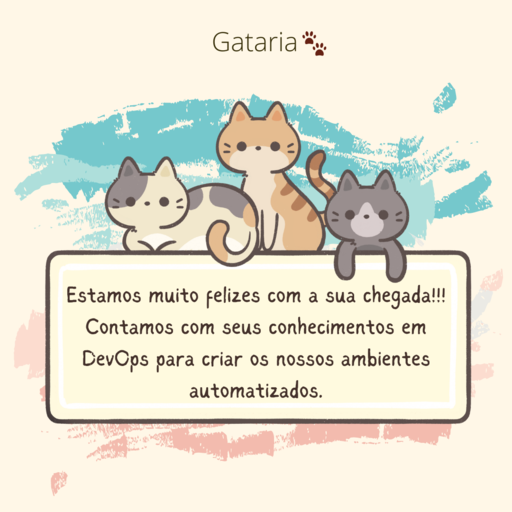 Gataria
Estamos muito felizes com a sua chegada!!!
Contamos com seus conhecimentos em
DevOps para criar os nossos ambientes
automatizados.